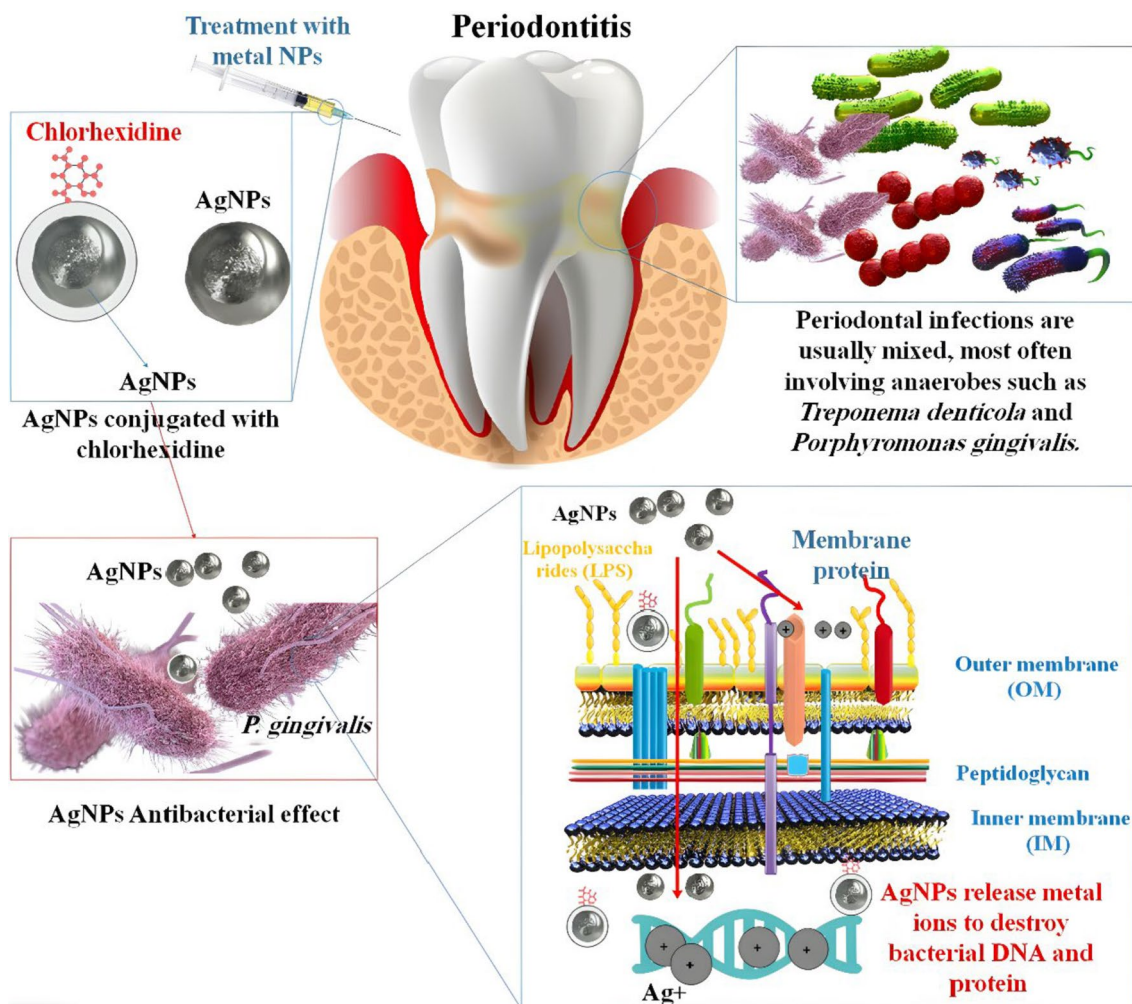 Periodontitis
Treatment with
metal NPs
Chlorhexidine
AgNPs
AgNPs
AgNPs conjugated with
chlorhexidine
Periodontal infections are
usually mixed, most often
involving anaerobes such as
Treponema denticola and
Porphyromonas gingivalis.
AgNPs
P. gingivalis
AgNPs Antibacterial effect
AgNPs
Lipopolysaccha
rides (LPS)
Membrane
protein
+
+
+
Outer membrane
(OM)
Peptidoglycan
Inner membrane
(IM)
AgNPs release metal
ions to destroy
bacterial DNA and
protein
+
+
+
+
Ag+